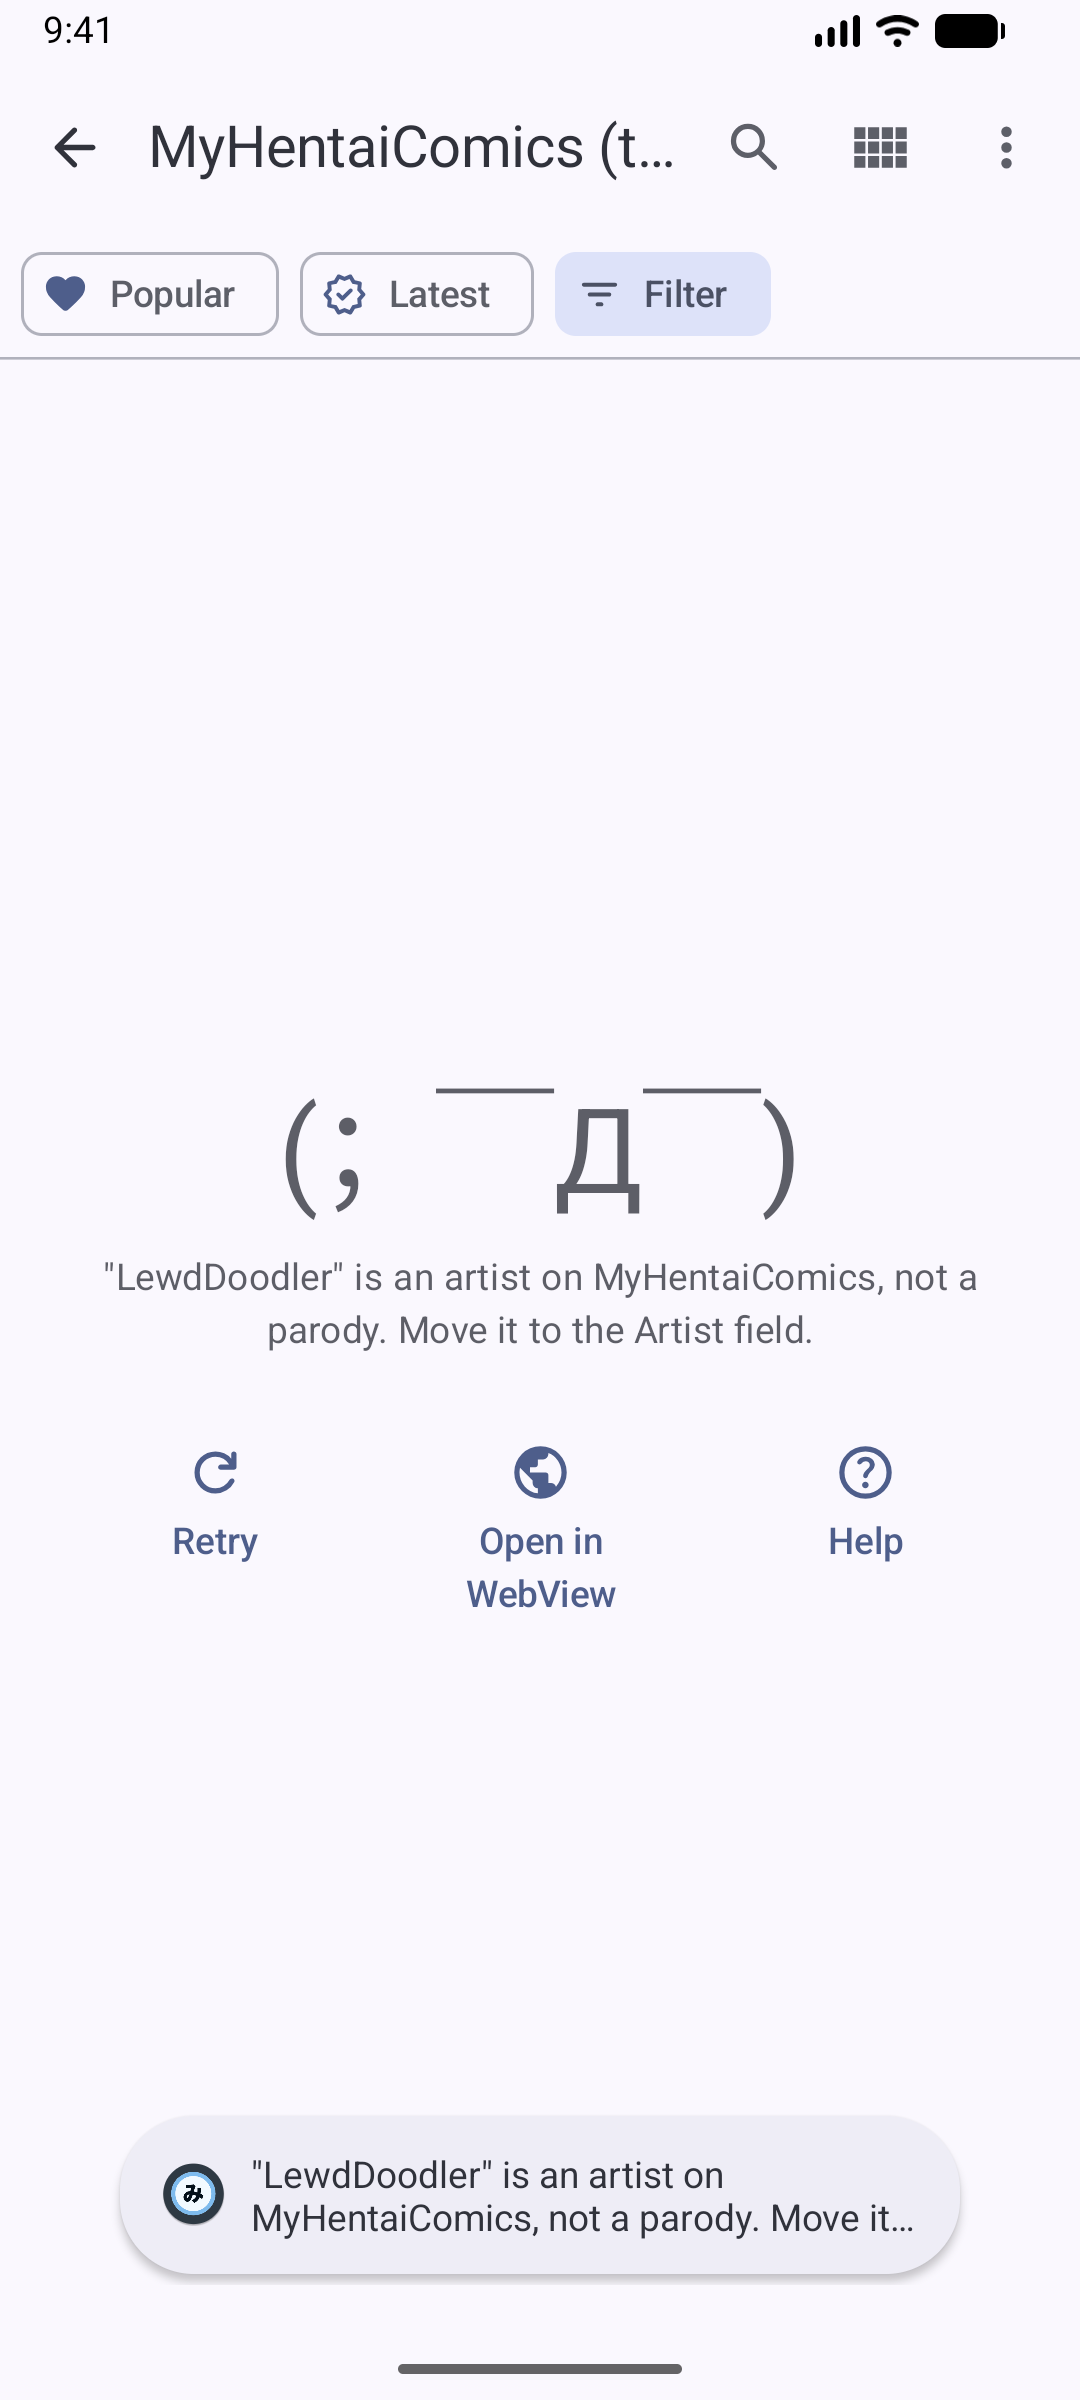 9:41
MyHentaiComics (t...
Popular
Latest
Filter
(; ￣Д￣)
"LewdDoodler" is an artist on MyHentaiComics, not a
parody. Move it to the Artist field.
Retry
Open in
WebView
Help
み
"LewdDoodler" is an artist on
MyHentaiComics, not a parody. Move it...